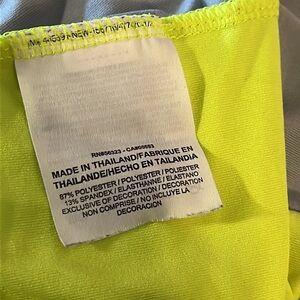 RN#56323 - CA#05553
MADE IN THAILAND/FABRIQUE EN
THAILANDE/HECHO EN TAILANDIA
87% POLYESTER / POLYESTER / POLIESTER
13% SPANDEX / ELASTHANNE / ELASTANO
EXCLUSIVE OF DECORATION / DECORATION
NON COMPRISE / NO INCLUYE LA
DECORACION